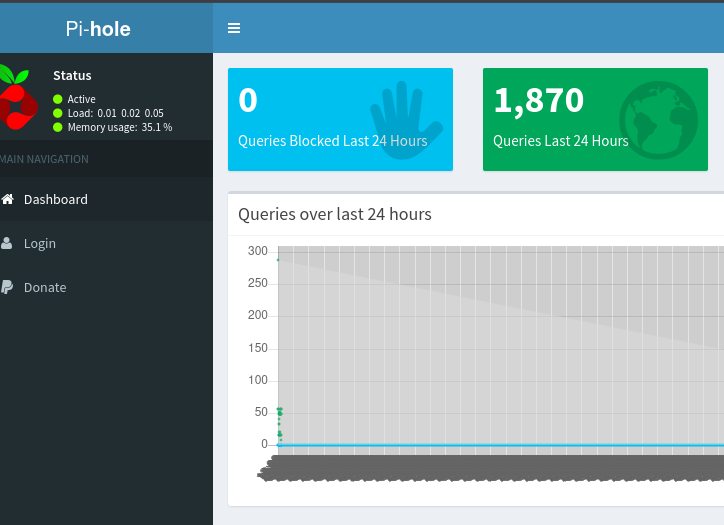 Pi-hole
Status
Active
Load: 0.01 0.02 0.05
Memory usage: 35.1 %
MAIN NAVIGATION
Dashboard
Login
Donate
0
Queries Blocked Last 24 Hours
1,870
Queries Last 24 Hours
Queries over last 24 hours
300
250
200
150
100
50
0